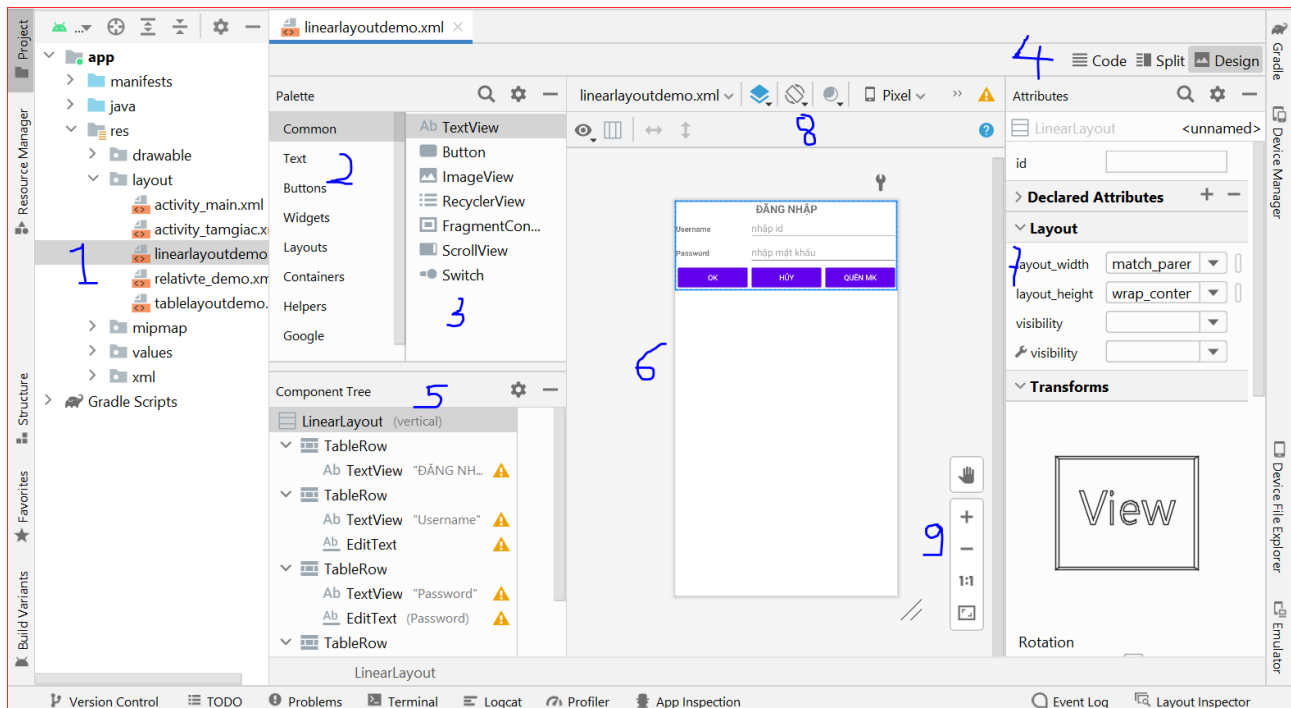 Project
...
linearlayoutdemo.xml
app
manifests
java
res
drawable
layout
activity_main.xml
activity_tamgiac.x
linearlayoutdemo
relativte_demo.xm
tablelayoutdemo.
mipmap
values
xml
Gradle Scripts
1
Resource Manager
Structure
Favorites
Build Variants
4
Code
Split
Design
Palette
Common
Text
Buttons
Widgets
Layouts
Containers
Helpers
Google
2
Ab TextView
Button
ImageView
RecyclerView
FragmentCon...
ScrollView
Switch
3
Component Tree
5
LinearLayout (vertical)
TableRow
Ab TextView "ĐĂNG NH...
TableRow
Ab TextView "Username"
Ab EditText
TableRow
Ab TextView "Password"
Ab EditText (Password)
TableRow
LinearLayout
linearlayoutdemo.xml
Pixel
8
?
ĐĂNG NHẬP
Username nhập id
Password nhập mật khẩu
OK HỦY QUÊN MK
6
9
+
−
1:1
Attributes
LinearLayout <unnamed>
id
Declared Attributes + −
Layout
7
layout_width match_parer
layout_height wrap_conter
visibility
visibility
Transforms
View
Rotation
Gradle
Device Manager
Device File Explorer
Emulator
Version Control TODO Problems Terminal Logcat Profiler App Inspection Event Log Layout Inspector